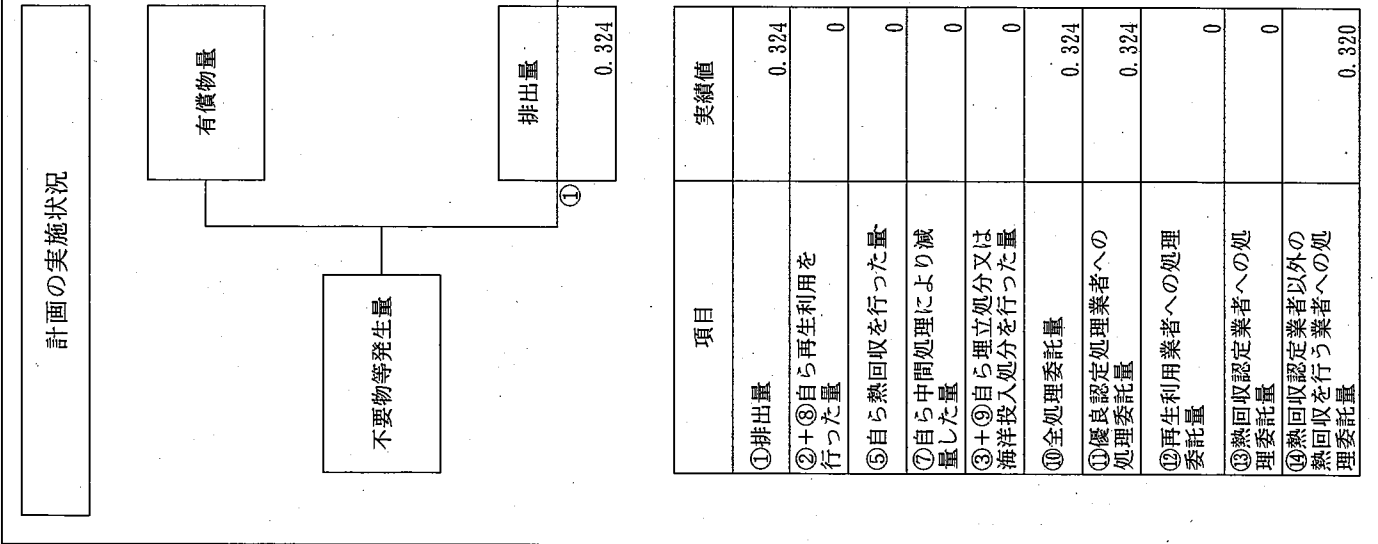 計画の実施状況
有償物量
不要物等発生量
排出量
①
0.324
項目
実績値
①排出量
0.324
②+⑧自ら再生利用を
行った量
0
⑤自ら熱回収を行った量
0
⑦自ら中間処理により減
量した量
0
③+⑨自ら埋立処分又は
海洋投入処分を行った量
0
⑩全処理委託量
0.324
⑪優良認定処理業者への
処理委託量
0.324
⑫再生利用業者への処理
委託量
0
⑬熱回収認定業者への処
理委託量
0
⑭熱回収認定業者以外の
熱回収を行う業者への処
理委託量
0.320